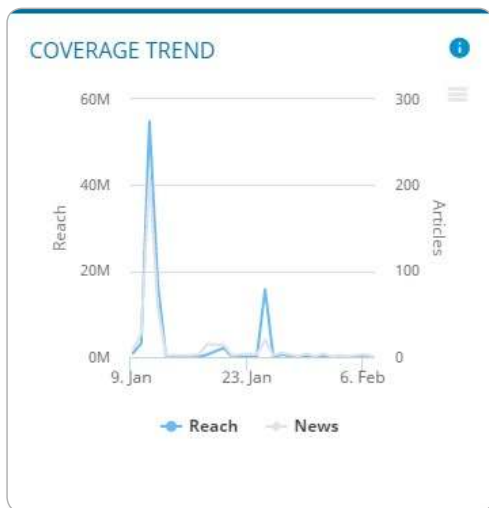 COVERAGE TREND
60M
300
40M
200
Reach
Articles
20M
100
0M
0
9. Jan
23. Jan
6. Feb
Reach
News